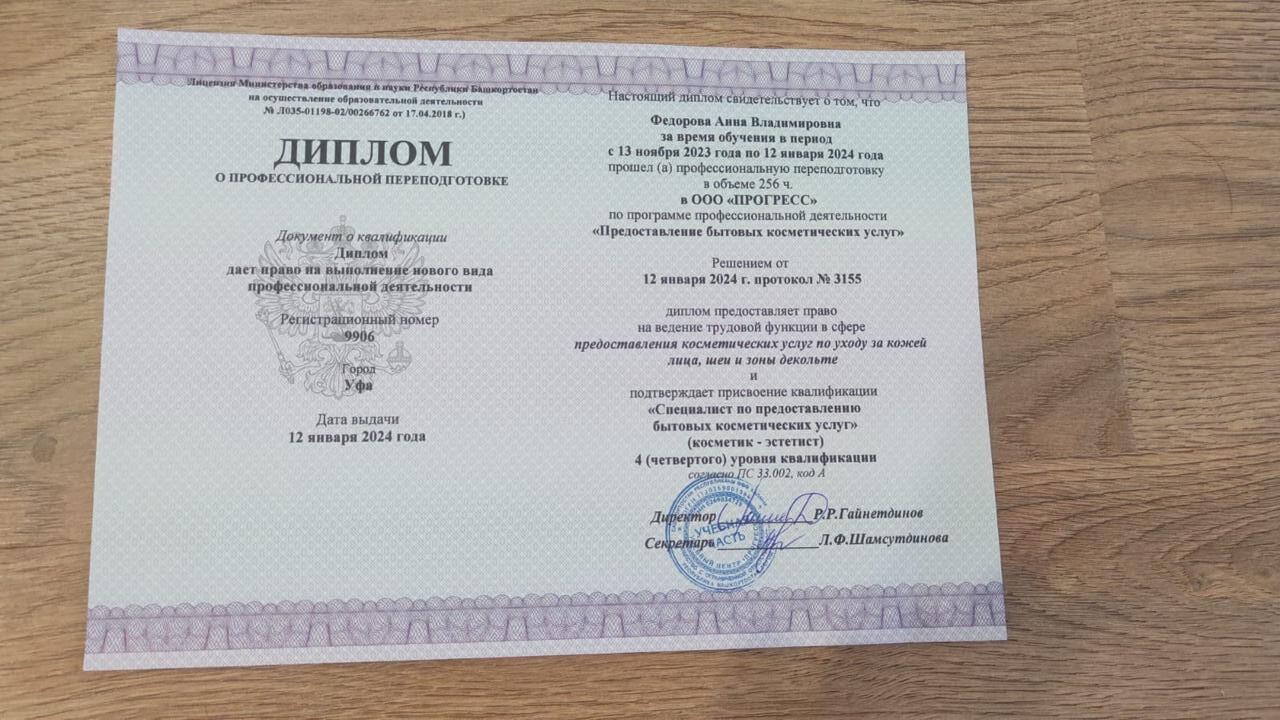 Лицензия Министерства образования и науки Республики Башкортостан
на осуществление образовательной деятельности
№ Л035-01198-02/00266762 от 17.04.2018 г.)
ДИПЛОМ
О ПРОФЕССИОНАЛЬНОЙ ПЕРЕПОДГОТОВКЕ
Документ о квалификации
Диплом
дает право на выполнение нового вида
профессиональной деятельности
Регистрационный номер
9906
Город
Уфа
Дата выдачи
12 января 2024 года
Настоящий диплом свидетельствует о том, что
Федорова Анна Владимировна
за время обучения в период
с 13 ноября 2023 года по 12 января 2024 года
прошел (а) профессиональную переподготовку
в объеме 256 ч.
в ООО «ПРОГРЕСС»
по программе профессиональной деятельности
«Предоставление бытовых косметических услуг»
Решением от
12 января 2024 г. протокол № 3155
диплом предоставляет право
на ведение трудовой функции в сфере
предоставления косметических услуг по уходу за кожей
лица, шеи и зоны декольте
и
подтверждает присвоение квалификации
«Специалист по предоставлению
бытовых косметических услуг»
(косметик - эстетист)
4 (четвертого) уровня квалификации
согласно ПС 33.002, код А
Директор Р.Р.Гайнетдинов
Секретарь Л.Ф.Шамсутдинова
УЧЕБНАЯ
ЧАСТЬ